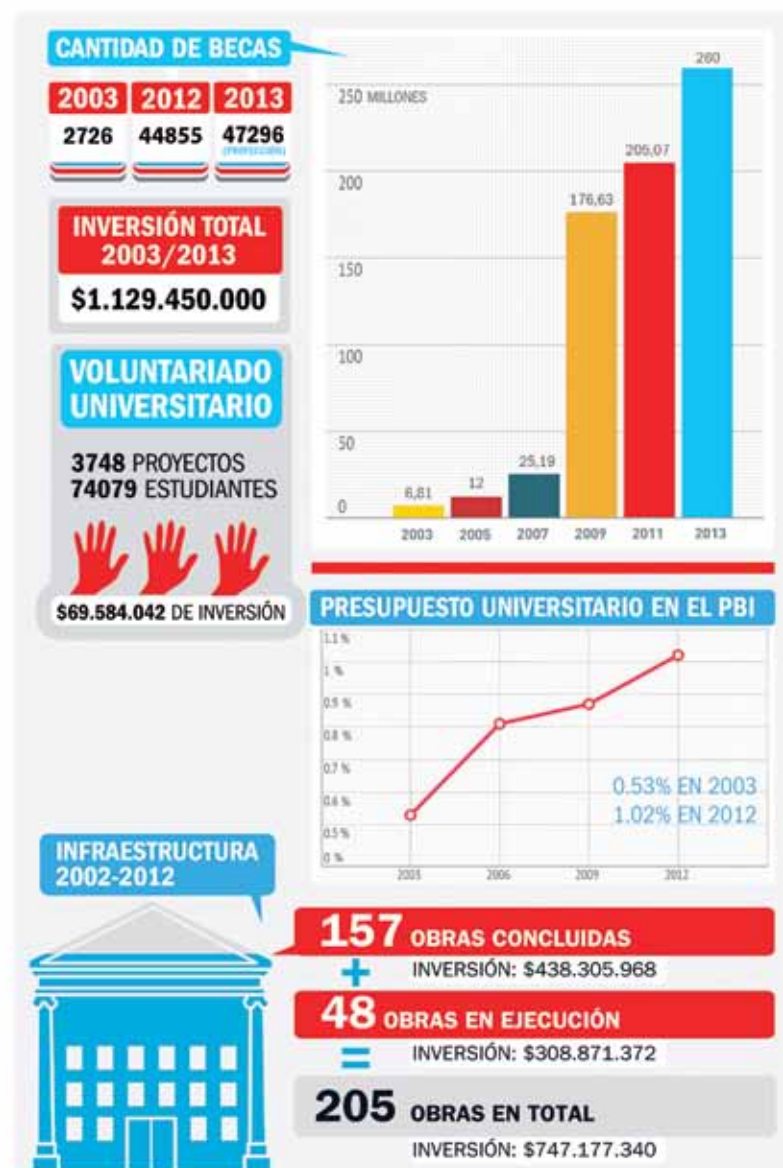 CANTIDAD DE BECAS
2003 2012 2013
2726 44855 47296
(PROYECCIÓN)
INVERSIÓN TOTAL
2003/2013
$1.129.450.000
VOLUNTARIADO
UNIVERSITARIO
3748 PROYECTOS
74079 ESTUDIANTES
$69.584.042 DE INVERSIÓN
250 MILLONES
200
150
100
50
0
6,81
12
25,19
176,63
205,07
260
2003 2005 2007 2009 2011 2013
PRESUPUESTO UNIVERSITARIO EN EL PBI
1.1 %
1 %
0.9 %
0.8 %
0.7 %
0.6 %
0.5 %
0 %
2003 2006 2009 2012
0.53% EN 2003
1.02% EN 2012
INFRAESTRUCTURA
2002-2012
157 OBRAS CONCLUIDAS
+ INVERSIÓN: $438.305.968
48 OBRAS EN EJECUCIÓN
= INVERSIÓN: $308.871.372
205 OBRAS EN TOTAL
INVERSIÓN: $747.177.340